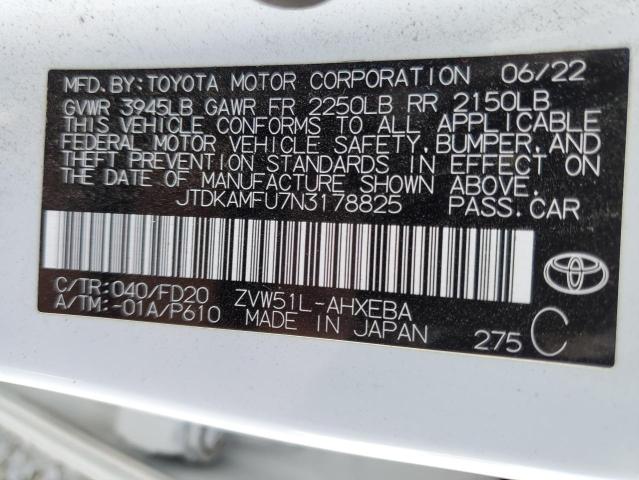 MFD. BY: TOYOTA MOTOR CORPORATION 06/22
GVWR 3945LB GAWR FR 2250LB RR 2150LB
THIS VEHICLE CONFORMS TO ALL APPLICABLE
FEDERAL MOTOR VEHICLE SAFETY, BUMPER, AND
THEFT PREVENTION STANDARDS IN EFFECT ON
THE DATE OF MANUFACTURE SHOWN ABOVE.
JTDKAMFU7N3178825 PASS. CAR
C/TR: 040/FD20 ZVW51L-AHXEBA
A/TM: -01A/P610 MADE IN JAPAN 275 C